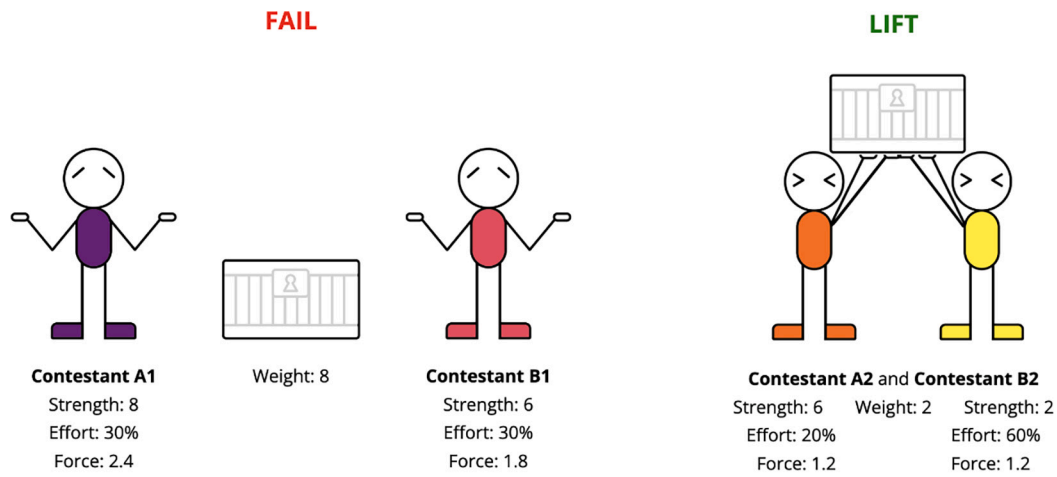 FAIL
LIFT
Contestant A1
Strength: 8
Effort: 30%
Force: 2.4
Weight: 8
Contestant B1
Strength: 6
Effort: 30%
Force: 1.8
Contestant A2 and Contestant B2
Strength: 6 Weight: 2 Strength: 2
Effort: 20% Effort: 60%
Force: 1.2 Force: 1.2